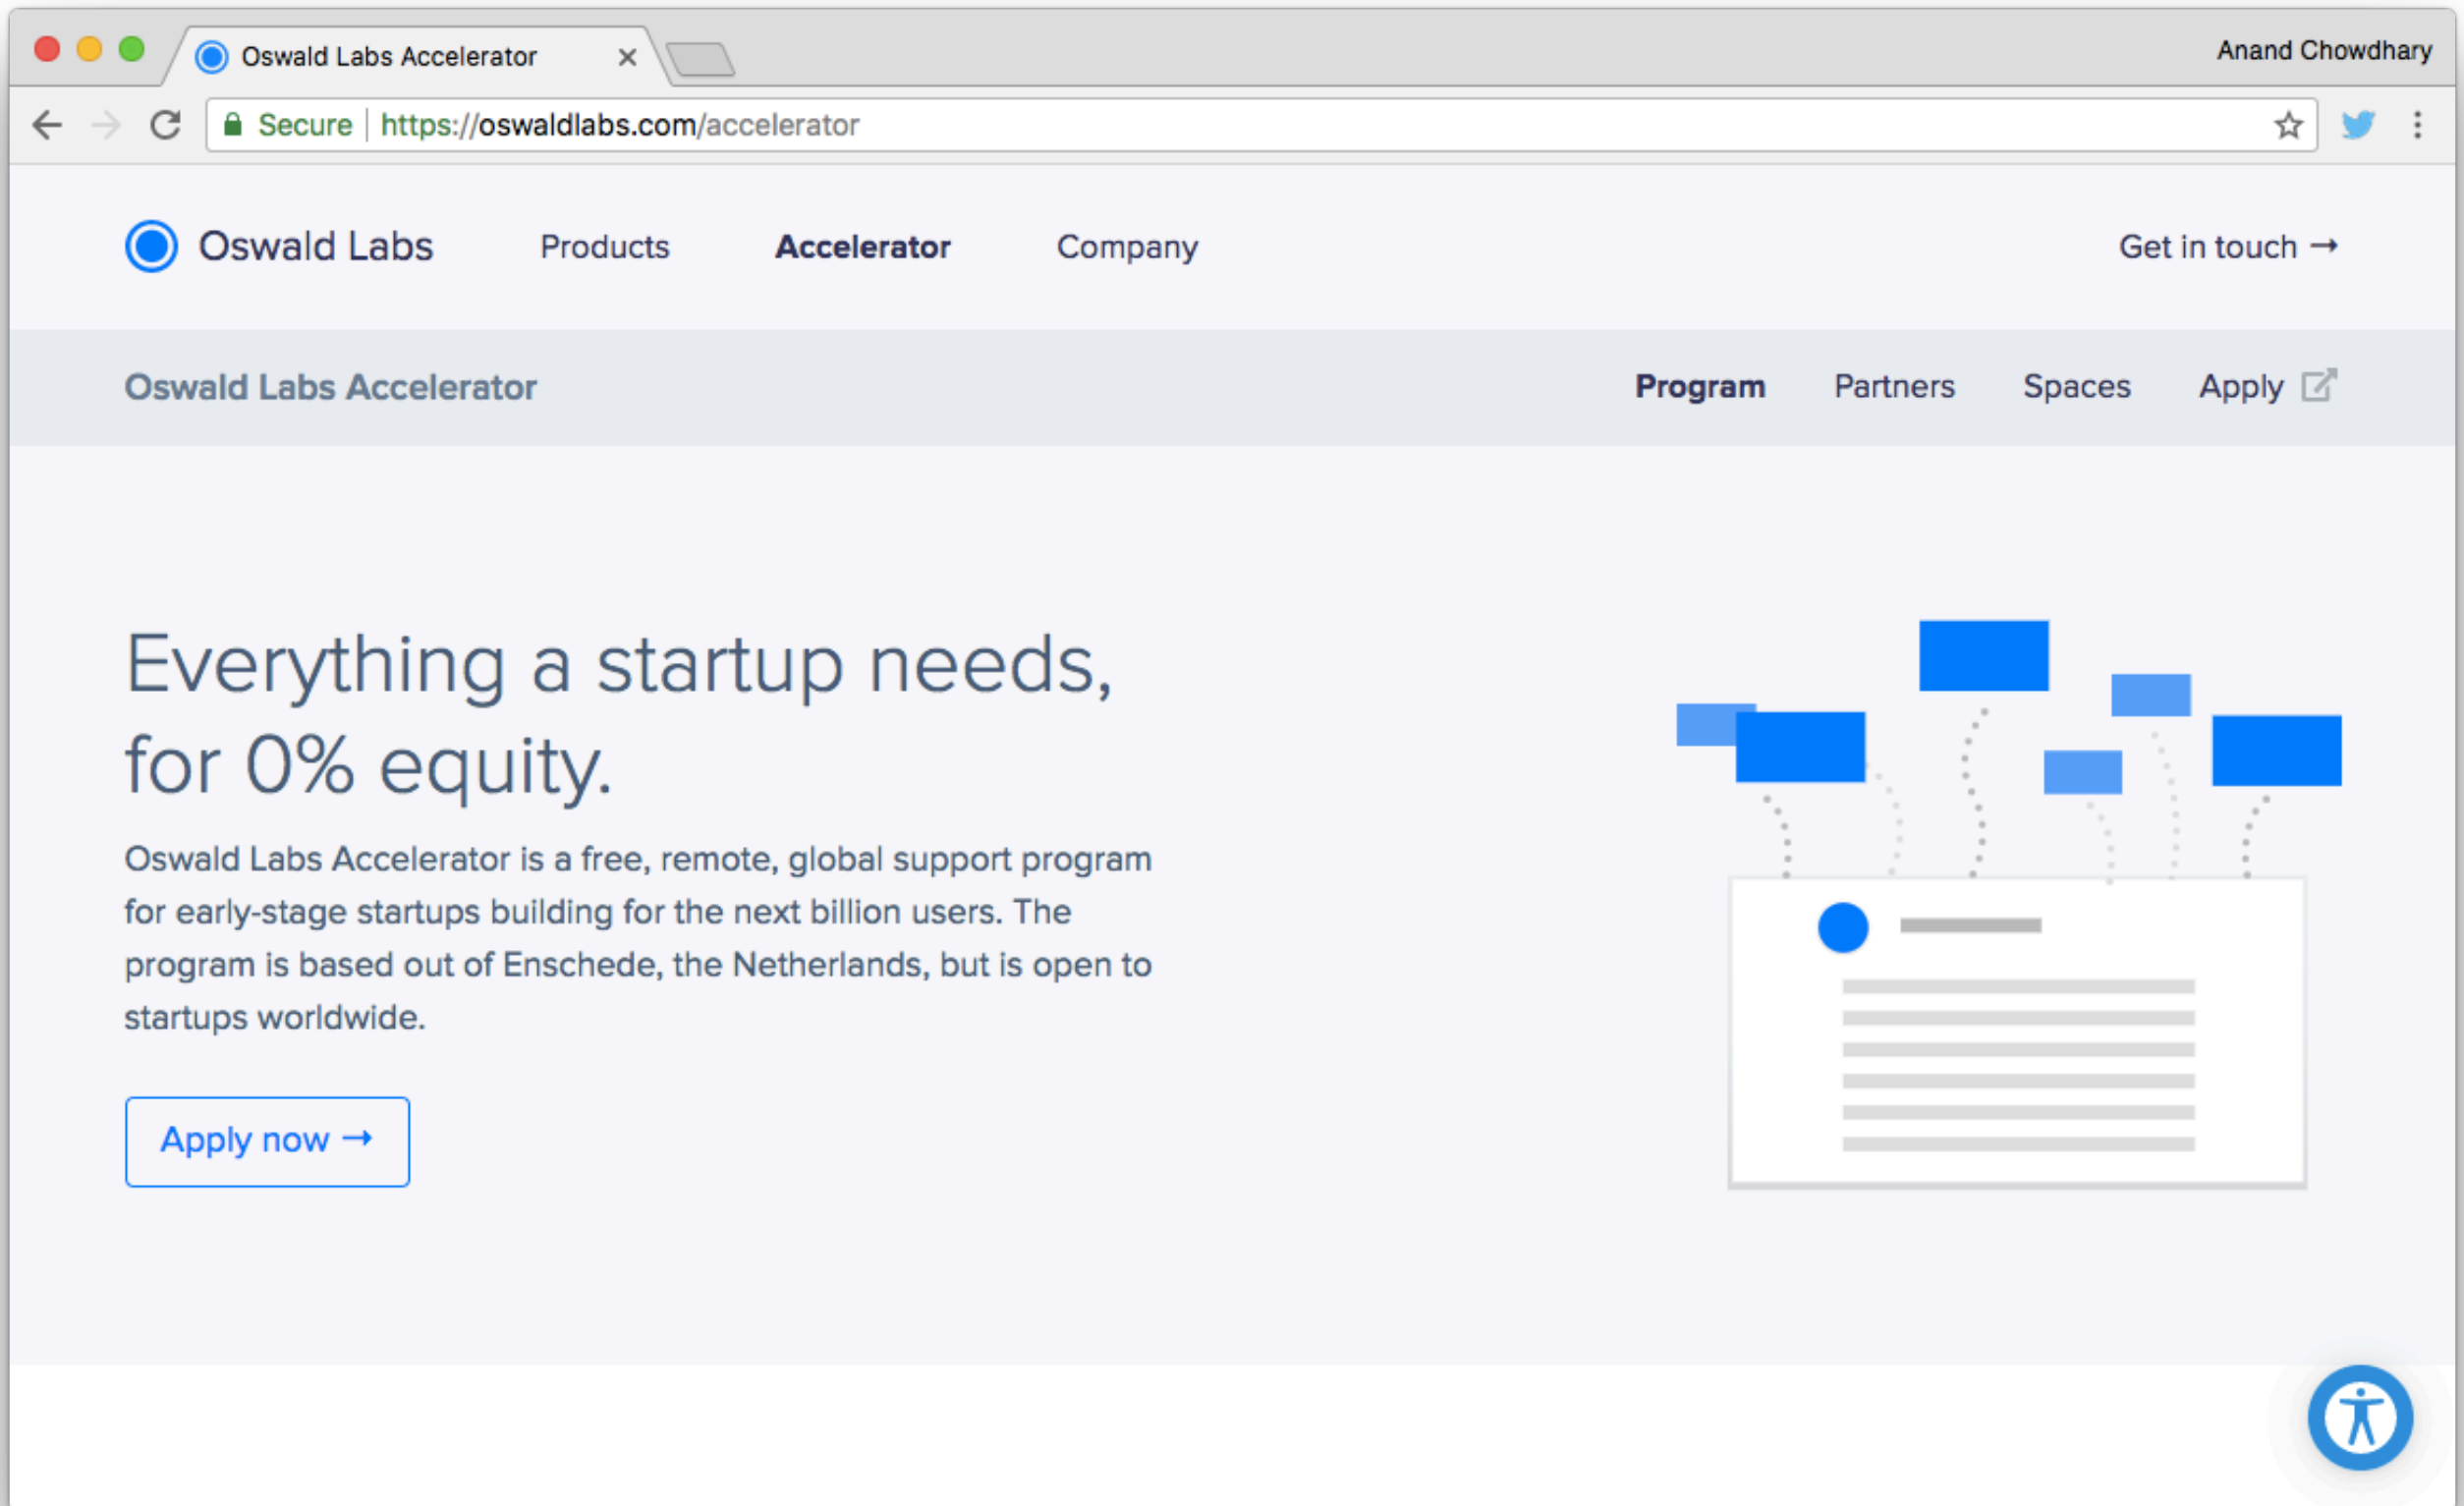 Oswald Labs Accelerator
Anand Chowdhary
Secure https://oswaldlabs.com/accelerator
Oswald Labs Products Accelerator Company Get in touch →
Oswald Labs Accelerator Program Partners Spaces Apply
Everything a startup needs,
for 0% equity.
Oswald Labs Accelerator is a free, remote, global support program
for early-stage startups building for the next billion users. The
program is based out of Enschede, the Netherlands, but is open to
startups worldwide.
Apply now →